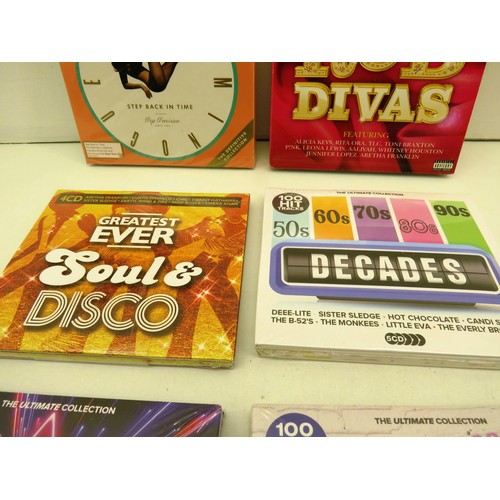 STEP BACK IN TIME
THE DEFINITIVE
COLLECTION
DIVAS
FEATURING
ALICIA KEYS, RITA ORA, TLC, TONI BRAXTON
P!NK, LEONA LEWIS, AALIYAH, WHITNEY HOUSTON
JENNIFER LOPEZ, ARETHA FRANKLIN
4CD
GREATEST
EVER
Soul &
DISCO
THE ULTIMATE COLLECTION
100
HIT
TRACKS
50s 60s 70s 80s 90s
DECADES
DEEE-LITE · SISTER SLEDGE · HOT CHOCOLATE · CANDI S
THE B-52'S · THE MONKEES · LITTLE EVA · THE EVERLY BR
5CD
THE ULTIMATE COLLECTION
100
THE ULTIMATE COLLECTION